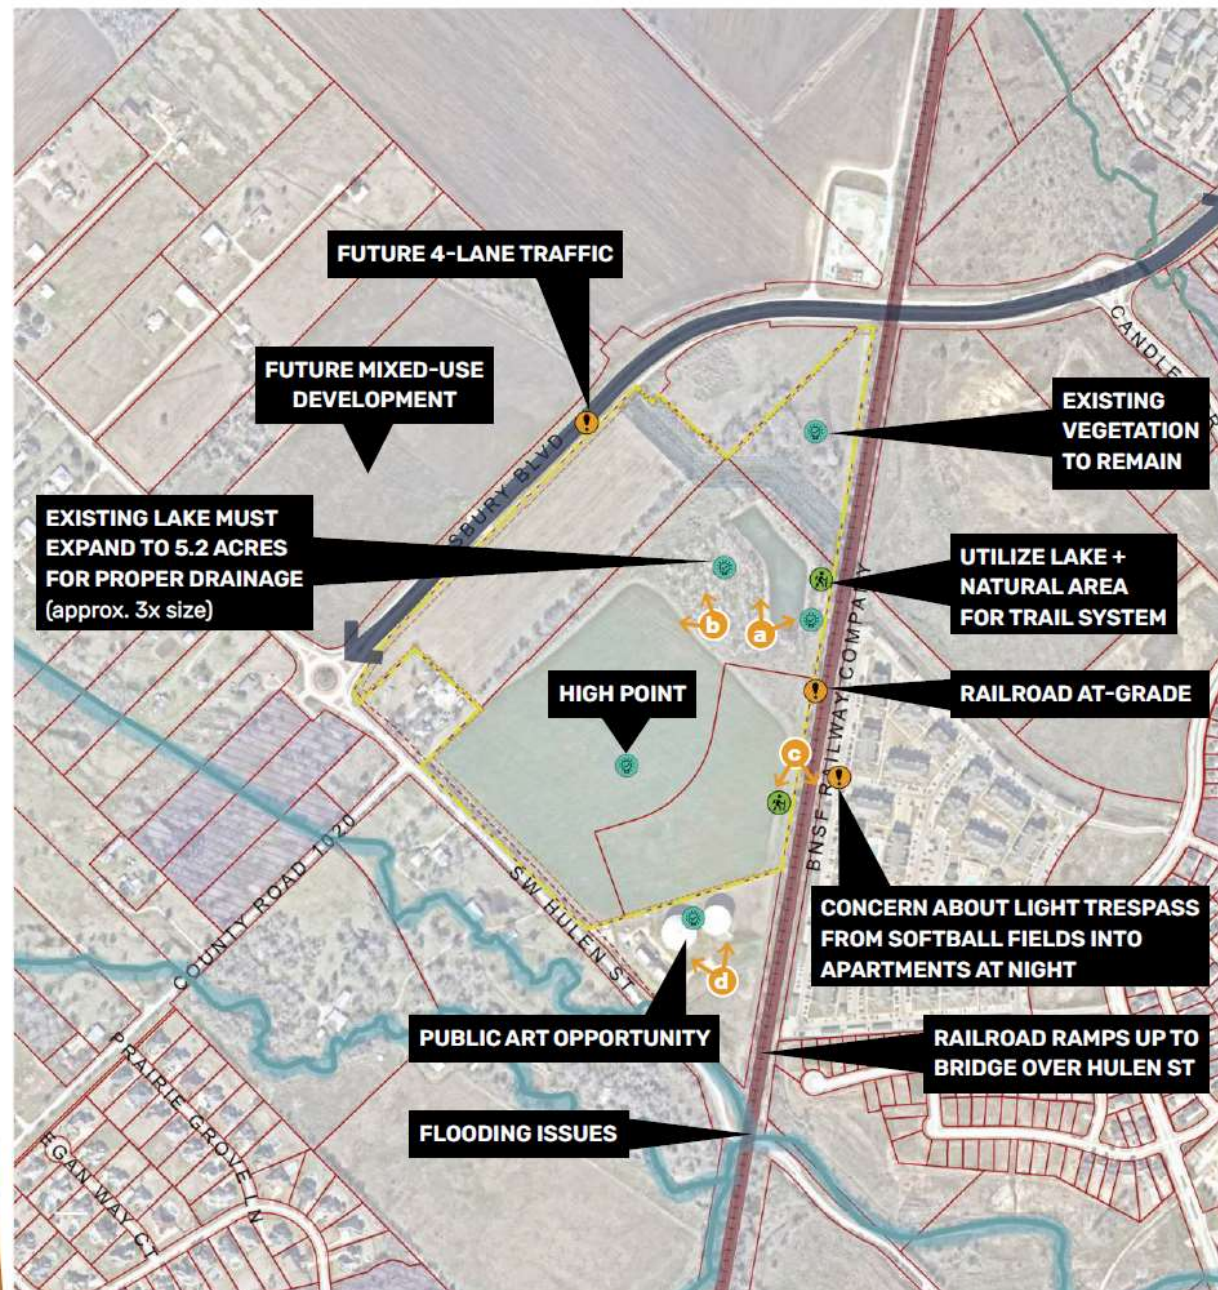 FUTURE 4-LANE TRAFFIC
FUTURE MIXED-USE
DEVELOPMENT
CANDLE
EXISTING
VEGETATION
TO REMAIN
SBURY BLVD
EXISTING LAKE MUST
EXPAND TO 5.2 ACRES
FOR PROPER DRAINAGE
(approx. 3x size)
UTILIZE LAKE +
NATURAL AREA
FOR TRAIL SYSTEM
b
a
HIGH POINT
RAILROAD AT-GRADE
c
BNSF RAILWAY COMPANY
COUNTY ROAD 1020
SW HULEN ST
CONCERN ABOUT LIGHT TRESPASS
FROM SOFTBALL FIELDS INTO
APARTMENTS AT NIGHT
d
PUBLIC ART OPPORTUNITY
RAILROAD RAMPS UP TO
BRIDGE OVER HULEN ST
PRAIRIE GROVE LN
FLOODING ISSUES
EGAN WAY CT